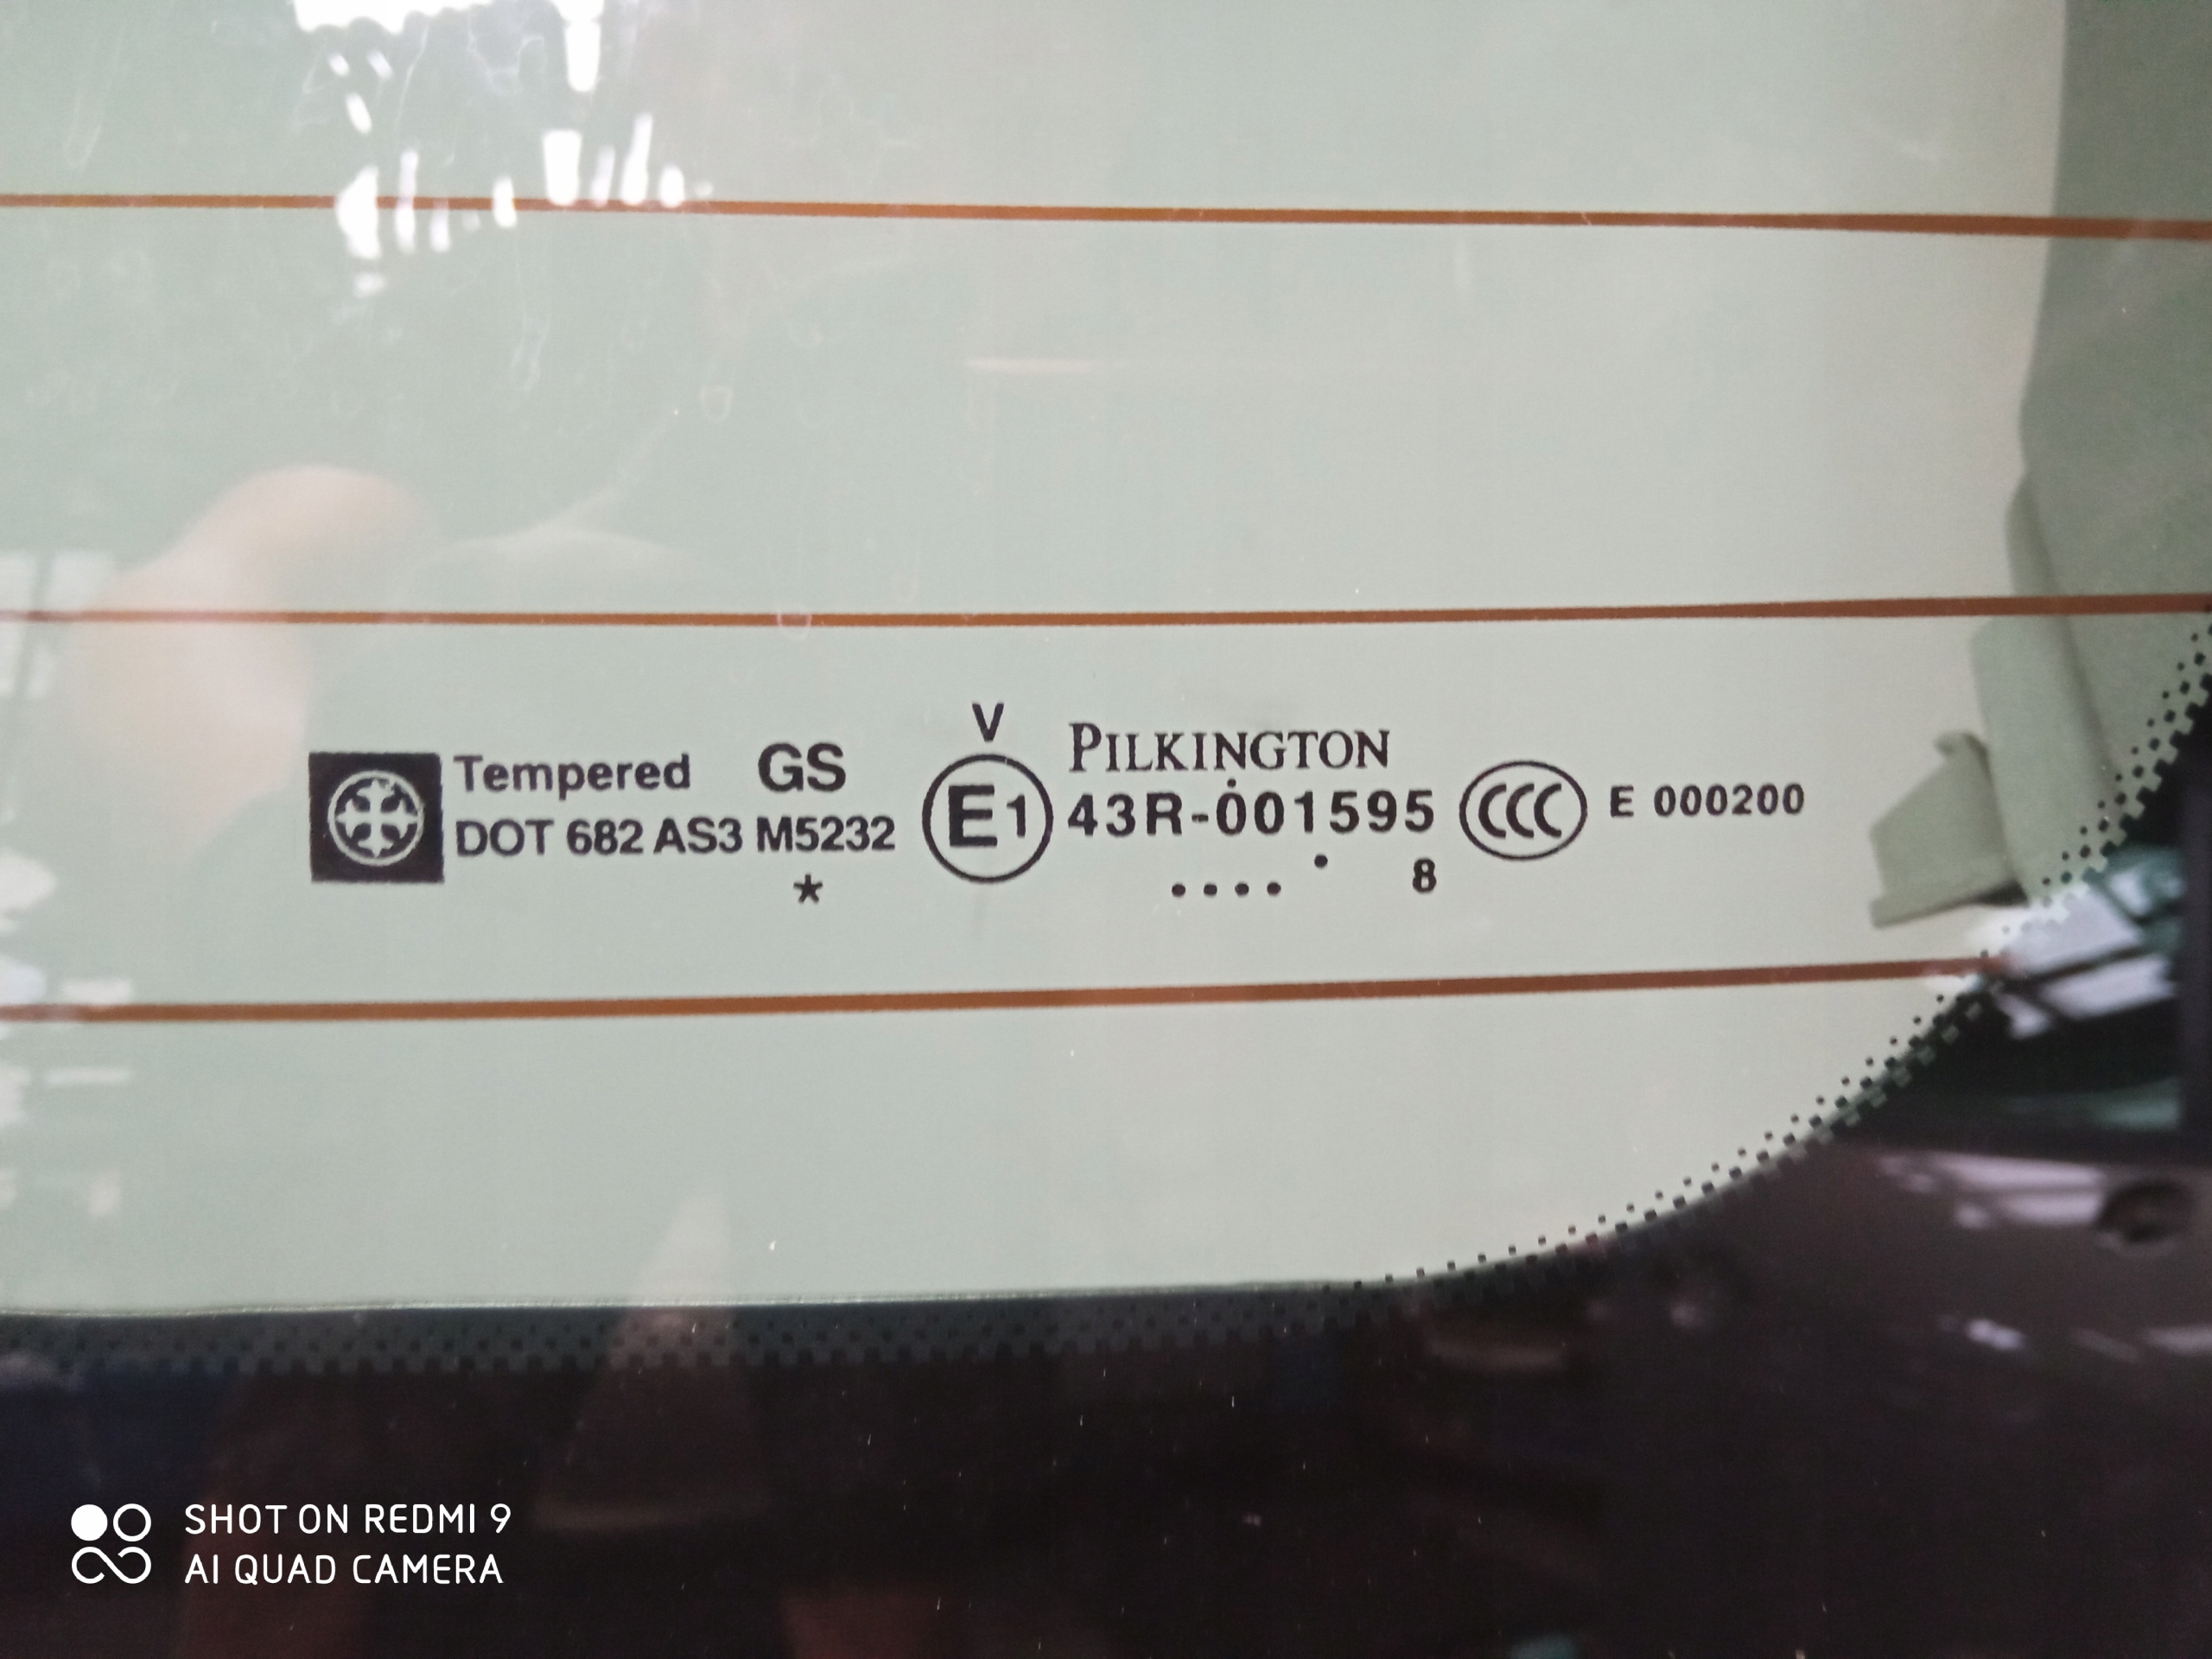 Tempered GS
DOT 682 AS3 M5232
*
V
E1
PILKINGTON
43R-001595
.... . 8
CCC
E 000200
SHOT ON REDMI 9
AI QUAD CAMERA